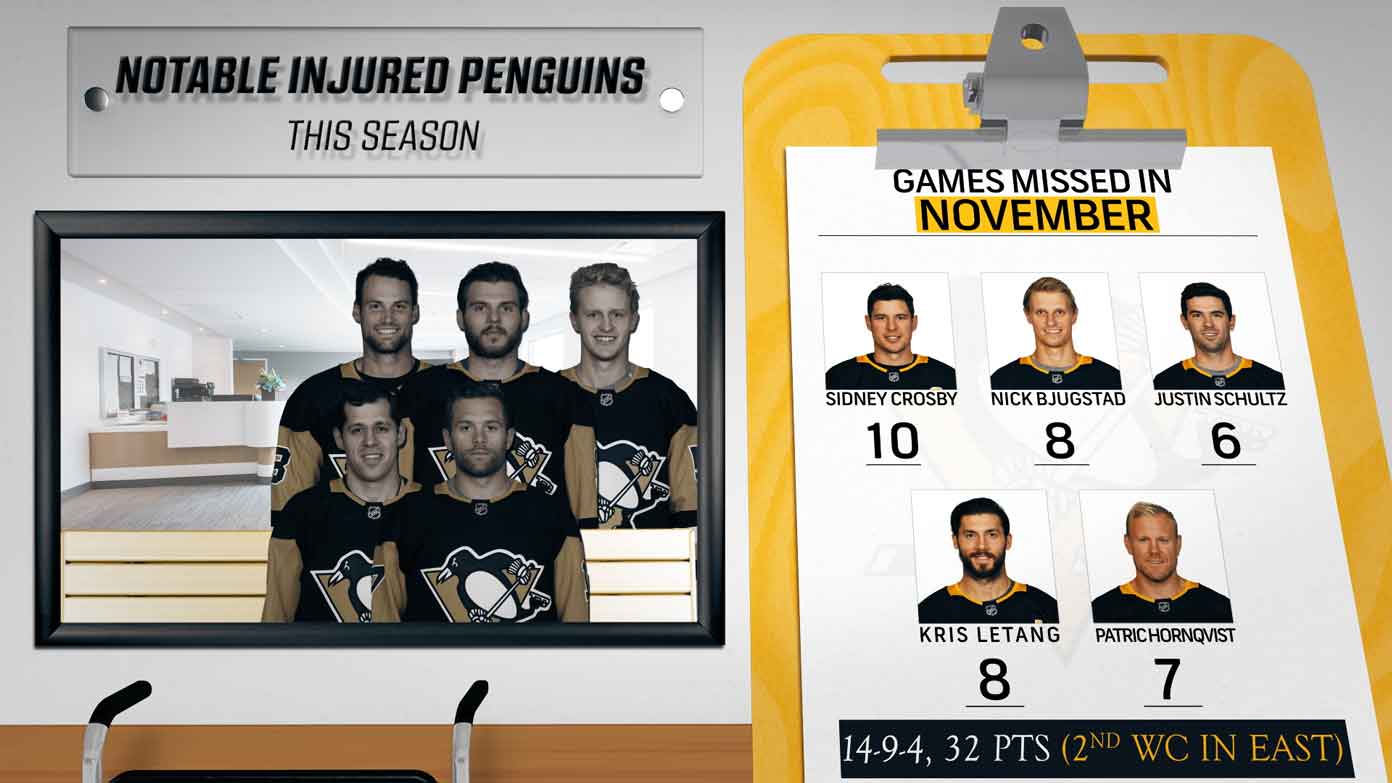 NOTABLE INJURED PENGUINS
THIS SEASON
GAMES MISSED IN
NOVEMBER
SIDNEY CROSBY
10
NICK BJUGSTAD
8
JUSTIN SCHULTZ
6
KRIS LETANG
8
PATRIC HORNQVIST
7
14-9-4, 32 PTS (2ND WC IN EAST)